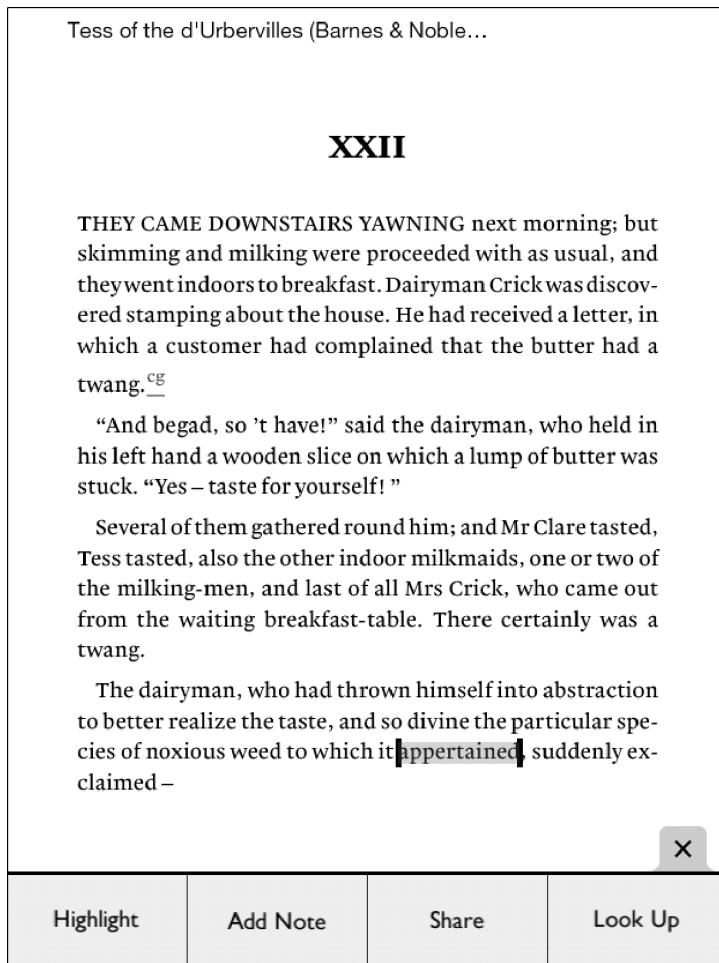 Tess of the d'Urbervilles (Barnes & Noble…
XXII
THEY CAME DOWNSTAIRS YAWNING next morning; but
skimming and milking were proceeded with as usual, and
they went indoors to breakfast. Dairyman Crick was discov-
ered stamping about the house. He had received a letter, in
which a customer had complained that the butter had a
twang.cg
“And begad, so ’t have!” said the dairyman, who held in
his left hand a wooden slice on which a lump of butter was
stuck. “Yes – taste for yourself! ”
Several of them gathered round him; and Mr Clare tasted,
Tess tasted, also the other indoor milkmaids, one or two of
the milking-men, and last of all Mrs Crick, who came out
from the waiting breakfast-table. There certainly was a
twang.
The dairyman, who had thrown himself into abstraction
to better realize the taste, and so divine the particular spe-
cies of noxious weed to which it appertained, suddenly ex-
claimed –
Highlight
Add Note
Share
Look Up